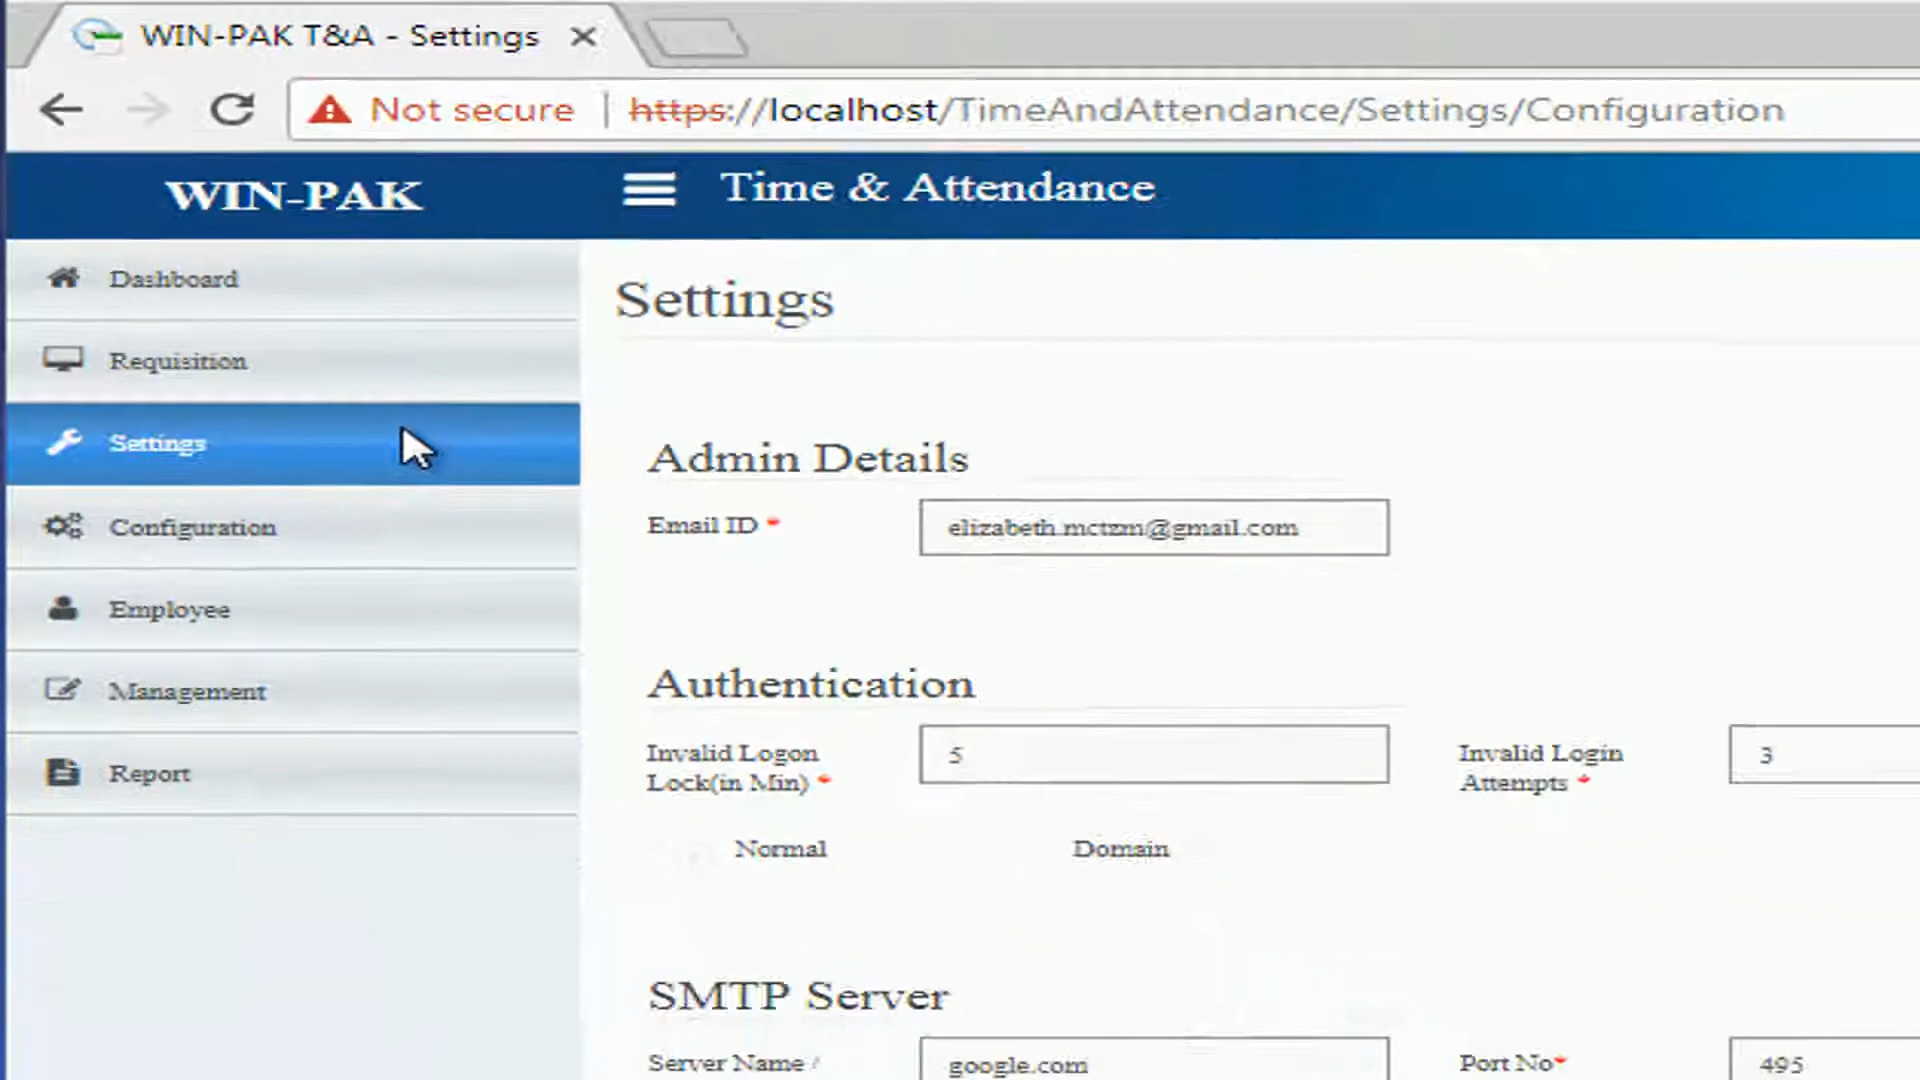 WIN-PAK T&A - Settings
Not secure | https://localhost/TimeAndAttendance/Settings/Configuration
WIN-PAK
Time & Attendance
Dashboard
Requisition
Settings
Configuration
Employee
Management
Report
Settings
Admin Details
Email ID *
elizabeth.mctzm@gmail.com
Authentication
Invalid Logon
Lock(in Min) *
5
Invalid Login
Attempts *
3
Normal
Domain
SMTP Server
Server Name /
google.com
Port No*
495